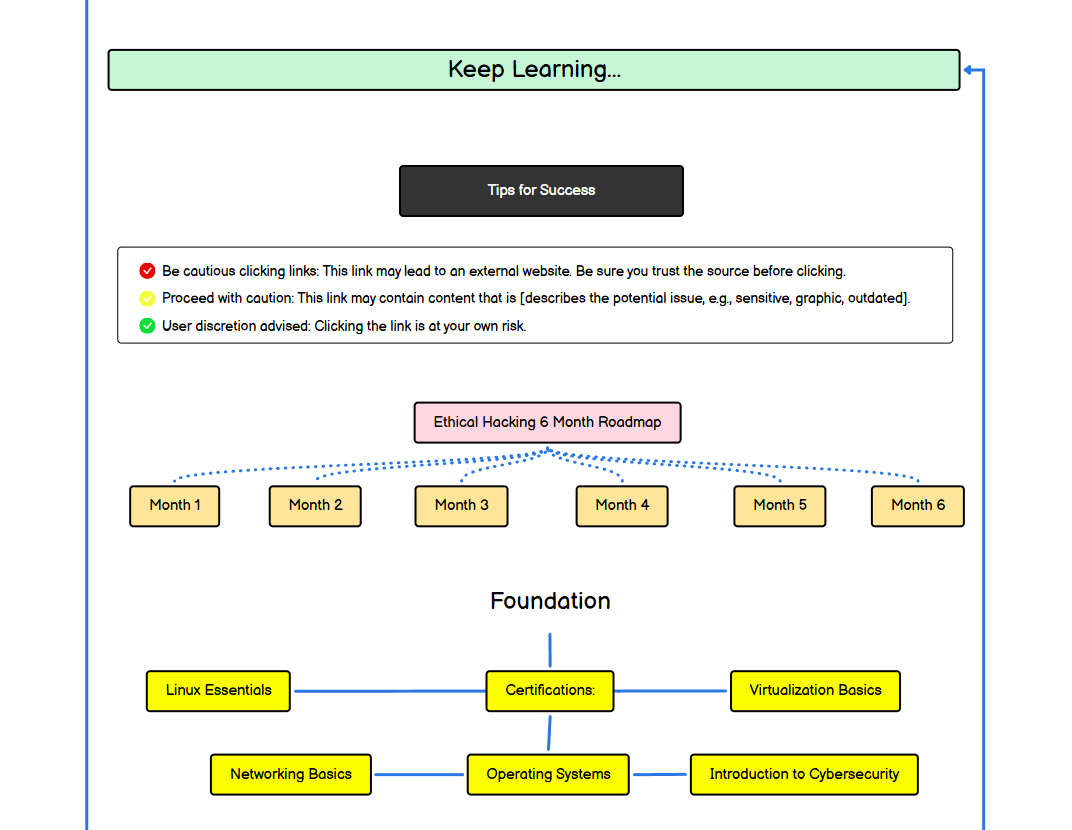 Keep Learning...
Tips for Success
Be cautious clicking links: This link may lead to an external website. Be sure you trust the source before clicking.
Proceed with caution: This link may contain content that is [describes the potential issue, e.g., sensitive, graphic, outdated].
User discretion advised: Clicking the link is at your own risk.
Ethical Hacking 6 Month Roadmap
Month 1
Month 2
Month 3
Month 4
Month 5
Month 6
Foundation
Linux Essentials
Certifications:
Virtualization Basics
Networking Basics
Operating Systems
Introduction to Cybersecurity